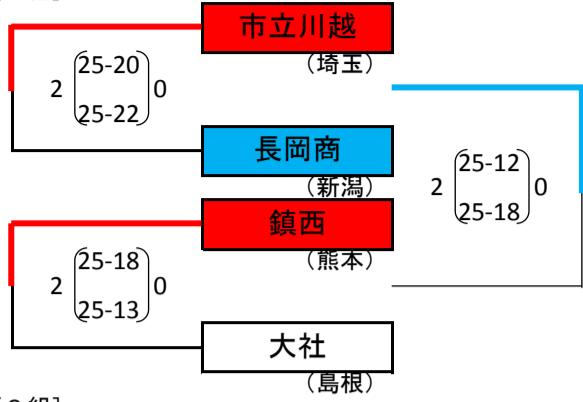 市立川越
(埼玉)
2 25-20 0
25-22
長岡商
(新潟)
2 25-12 0
25-18
鎮西
(熊本)
2 25-18 0
25-13
大社
(島根)